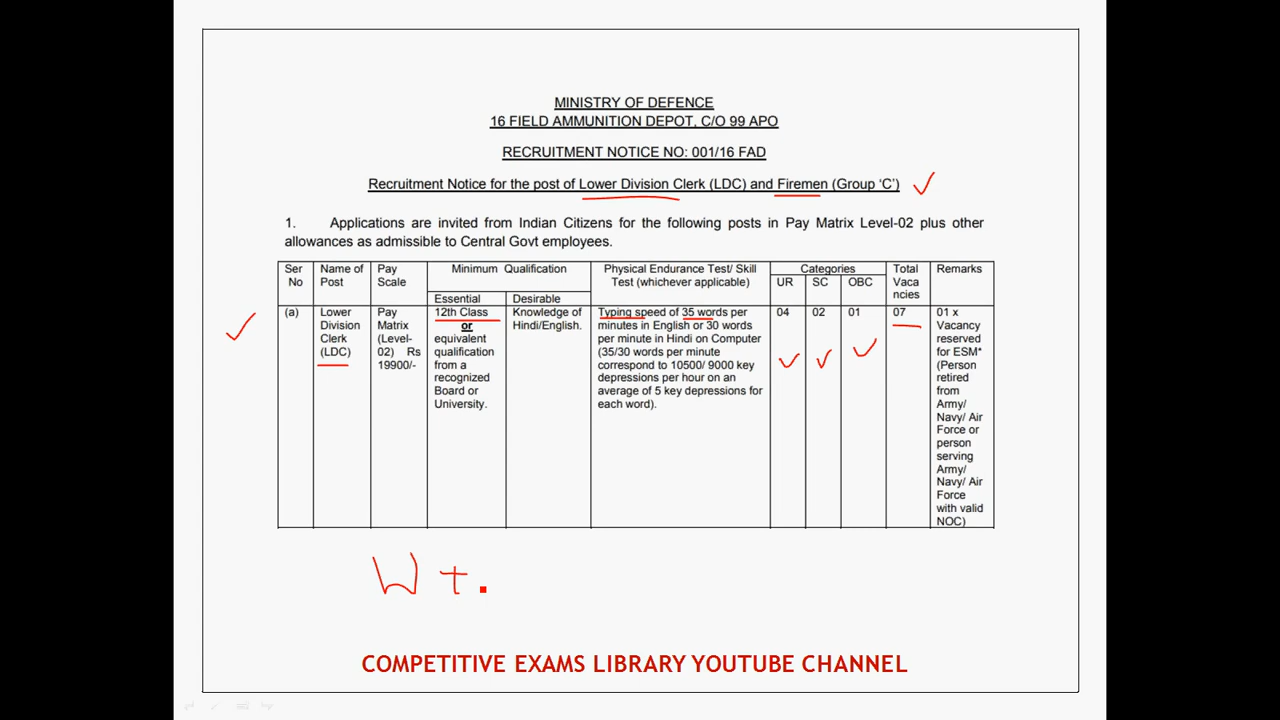 MINISTRY OF DEFENCE
16 FIELD AMMUNITION DEPOT, C/O 99 APO
RECRUITMENT NOTICE NO: 001/16 FAD
Recruitment Notice for the post of Lower Division Clerk (LDC) and Firemen (Group ‘C’)
1. Applications are invited from Indian Citizens for the following posts in Pay Matrix Level-02 plus other
allowances as admissible to Central Govt employees.
Ser
No
Name of
Post
Pay
Scale
Minimum Qualification
Essential
Desirable
Physical Endurance Test/ Skill
Test (whichever applicable)
Categories
UR
SC
OBC
Total
Vaca
ncies
Remarks
(a)
Lower
Division
Clerk
(LDC)
Pay
Matrix
(Level-
02) Rs
19900/-
12th Class
or
equivalent
qualification
from a
recognized
Board or
University.
Knowledge of
Hindi/English.
Typing speed of 35 words per
minutes in English or 30 words
per minute in Hindi on Computer
(35/30 words per minute
correspond to 10500/ 9000 key
depressions per hour on an
average of 5 key depressions for
each word).
04
02
01
07
01 x
Vacancy
reserved
for ESM*
(Person
retired
from
Army/
Navy/ Air
Force or
person
serving
Army/
Navy/ Air
Force
with valid
NOC)
W +.
COMPETITIVE EXAMS LIBRARY YOUTUBE CHANNEL